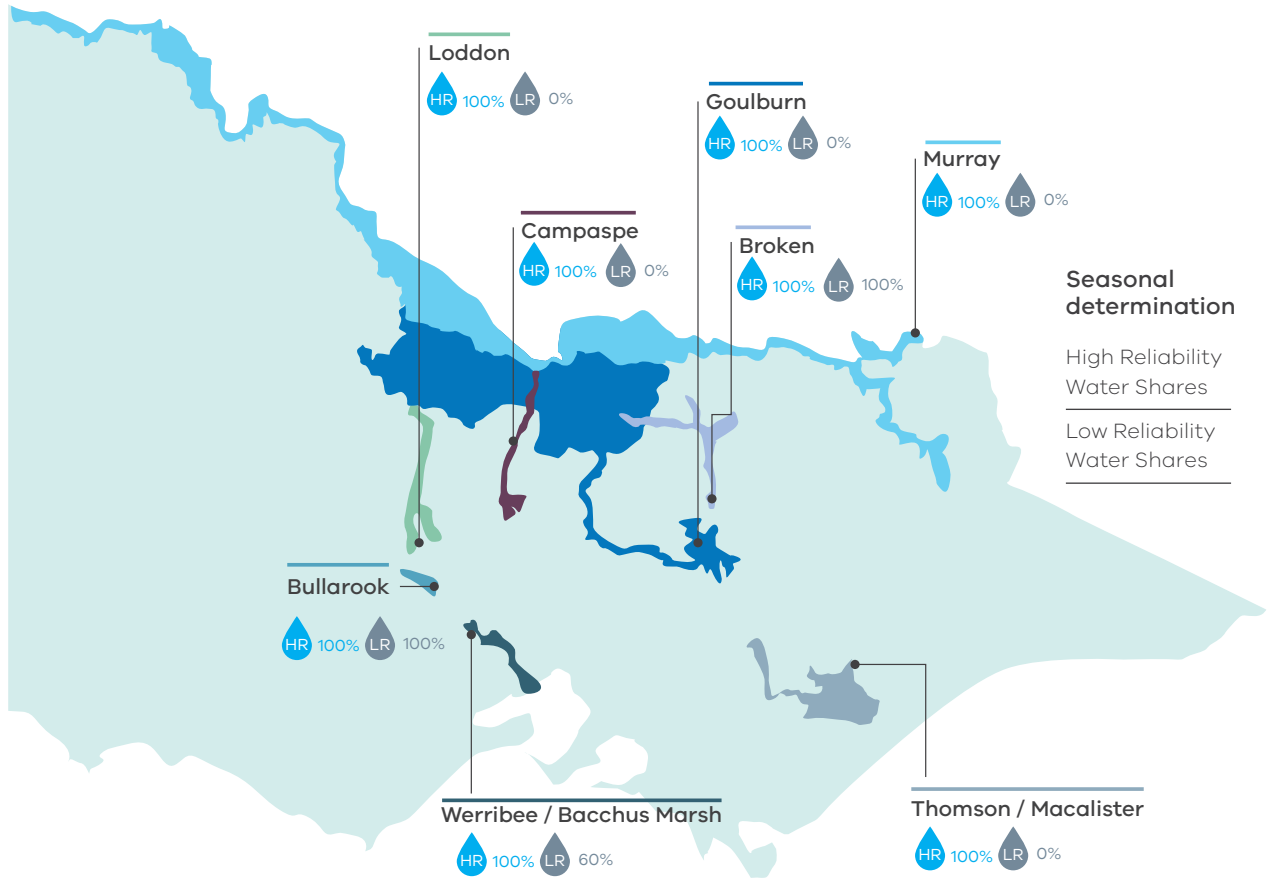 Loddon
HR 100% LR 0%
Goulburn
HR 100% LR 0%
Murray
HR 100% LR 0%
Campaspe
HR 100% LR 0%
Broken
HR 100% LR 100%
Seasonal
determination
High Reliability
Water Shares
Low Reliability
Water Shares
Bullarook
HR 100% LR 100%
Werribee / Bacchus Marsh
HR 100% LR 60%
Thomson / Macalister
HR 100% LR 0%